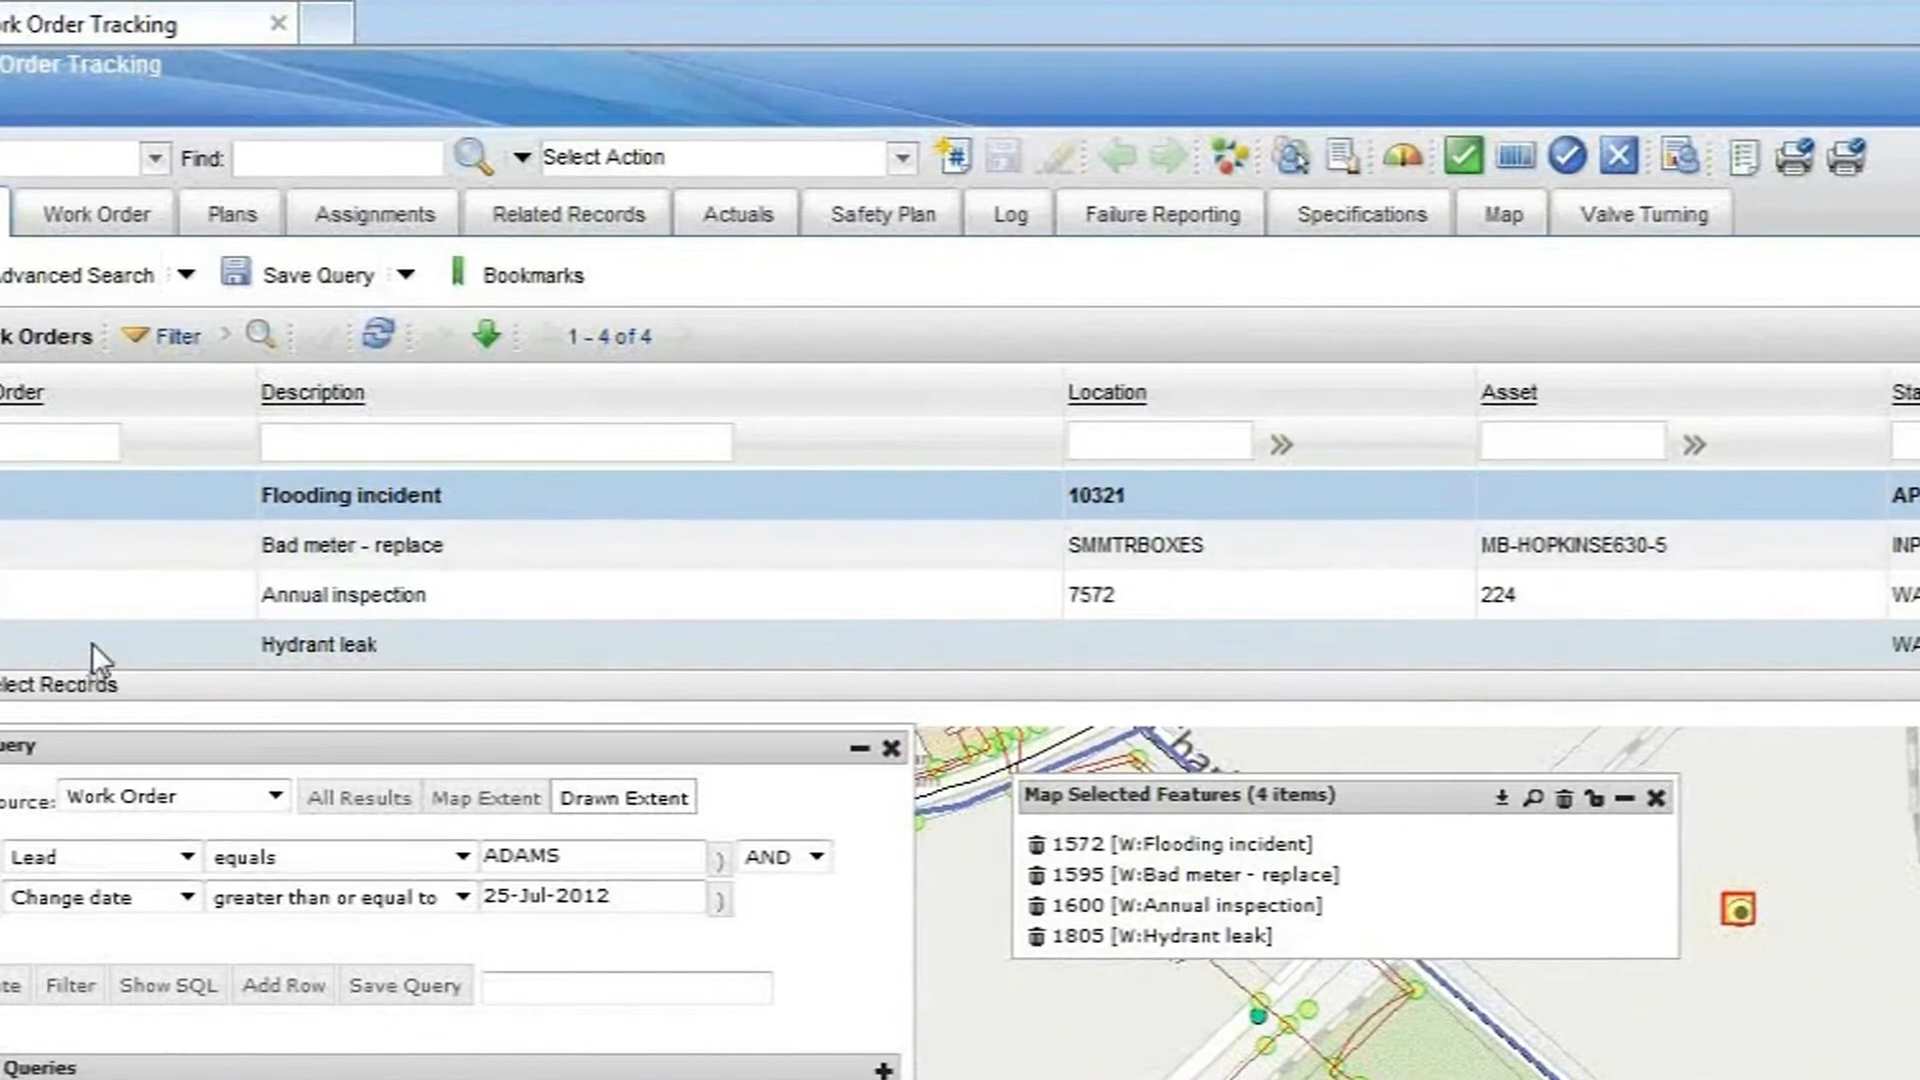 rk Order Tracking
Order Tracking
Find: Select Action
Work Order Plans Assignments Related Records Actuals Safety Plan Log Failure Reporting Specifications Map Valve Turning
Advanced Search Save Query Bookmarks
k Orders Filter 1 - 4 of 4
Order Description Location Asset Sta
Flooding incident 10321 AP
Bad meter - replace SMMTRBOXES MB-HOPKINSE630-5 INP
Annual inspection 7572 224 WA
Hydrant leak WA
elect Records
uery
ource: Work Order All Results Map Extent Drawn Extent
Lead equals ADAMS ) AND
Change date greater than or equal to 25-Jul-2012 )
te Filter Show SQL Add Row Save Query
Queries
har
Map Selected Features (4 items)
1572 [W:Flooding incident]
1595 [W:Bad meter - replace]
1600 [W:Annual inspection]
1805 [W:Hydrant leak]